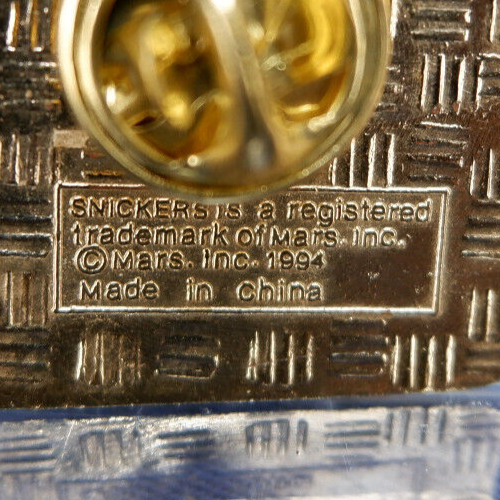 SNICKERS is a registered
trademark of Mars. Inc.
© Mars. Inc. 1994
Made in china